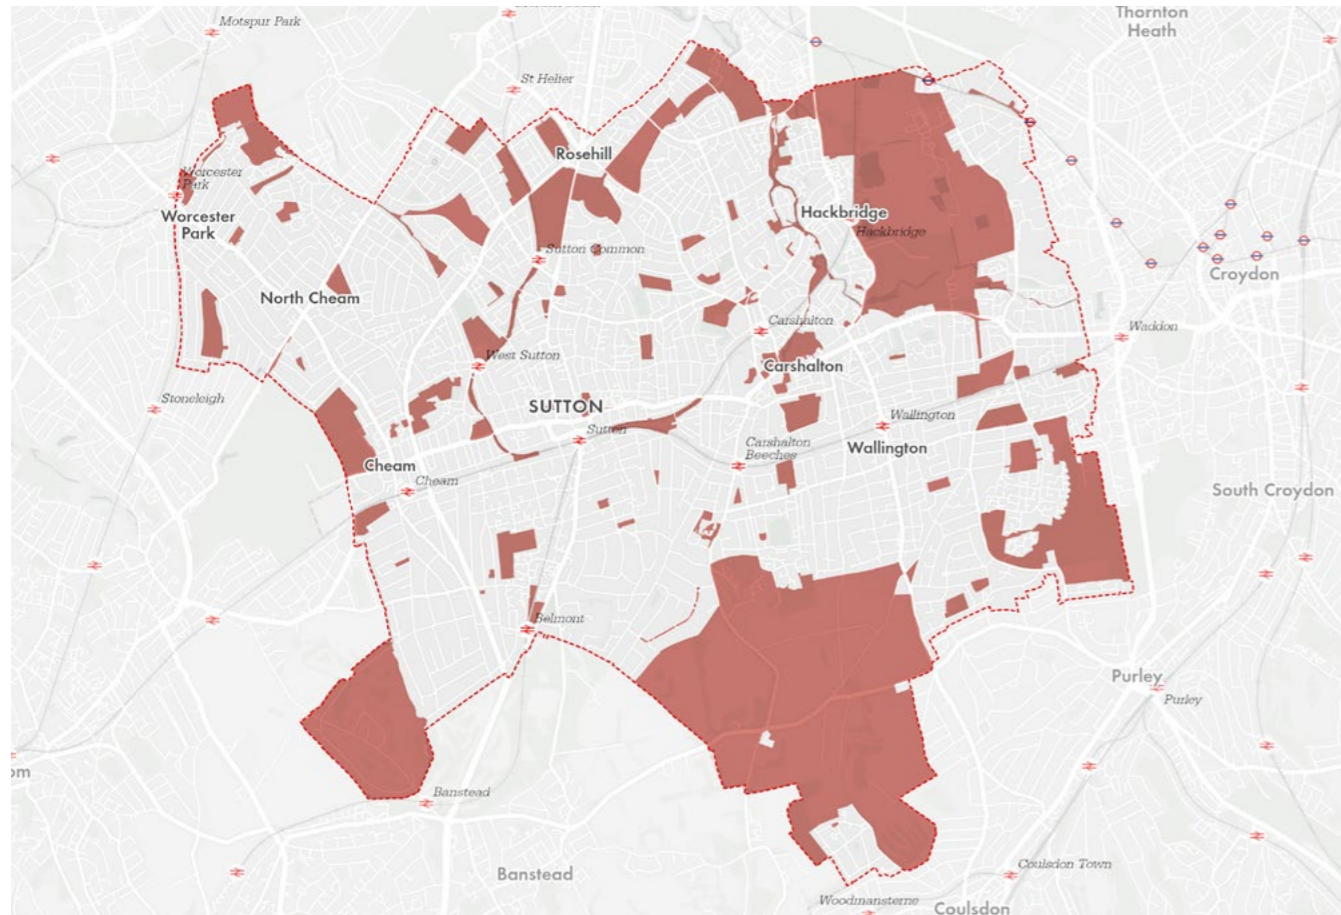 Motspur Park
Thornton
Heath
St Helier
Rosehill
Worcester
Park
Worcester
Park
Hackbridge
Hackbridge
Sutton Common
Croydon
North Cheam
Carshalton
Waddon
West Sutton
Carshalton
Stoneleigh
SUTTON
Wallington
Sutton
Carshalton
Beeches
Wallington
Cheam
Cheam
South Croydon
Belmont
Purley
Purley
om
Banstead
Banstead
Coulsdon Town
Woodmansterne
Coulsdon